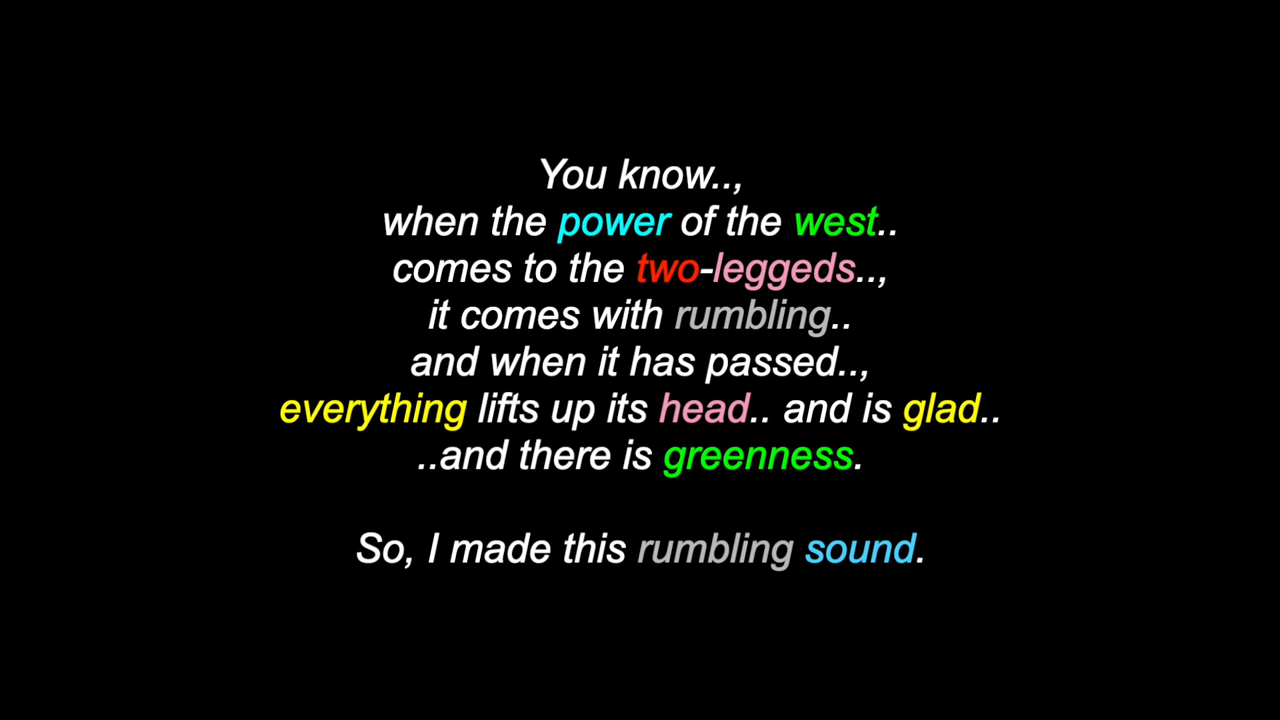 You know..,
when the power of the west..
comes to the two-leggeds..,
it comes with rumbling..
and when it has passed..,
everything lifts up its head.. and is glad..
..and there is greenness.
So, I made this rumbling sound.